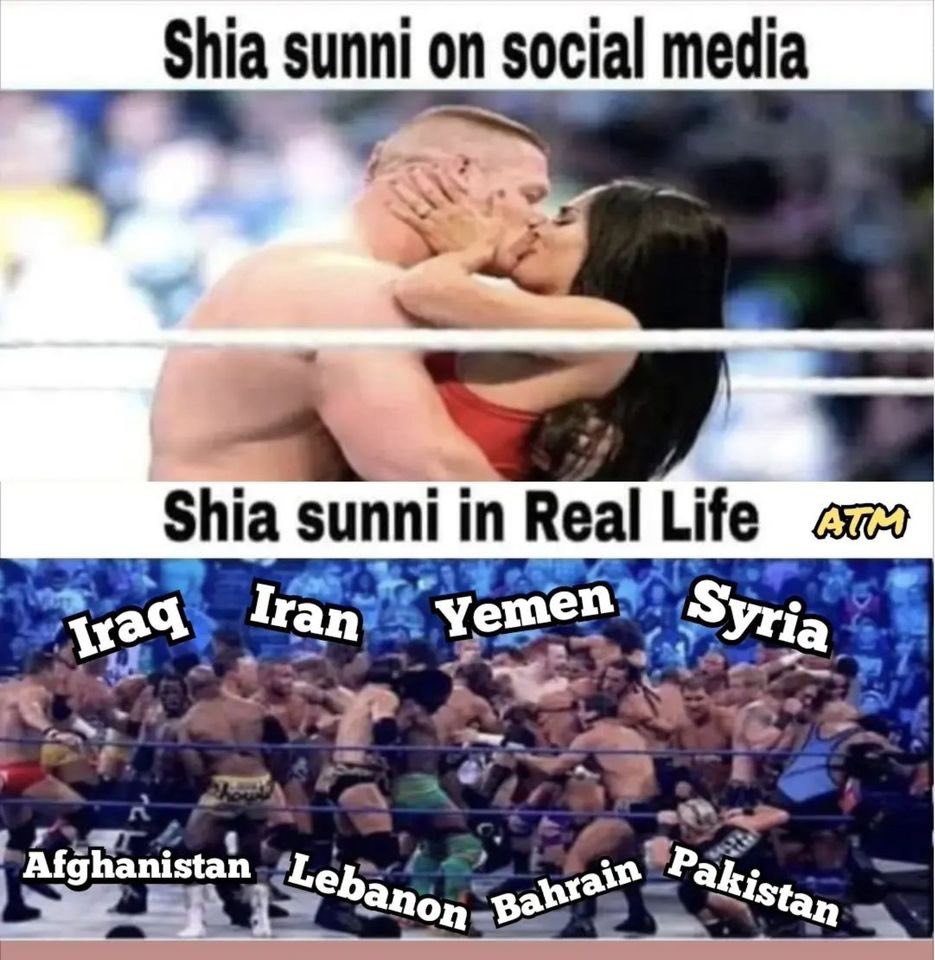 Shia sunni on social media
Shia sunni in Real Life
ATM
Iraq
Iran
Yemen
Syria
Afghanistan
Lebanon
Bahrain
Pakistan